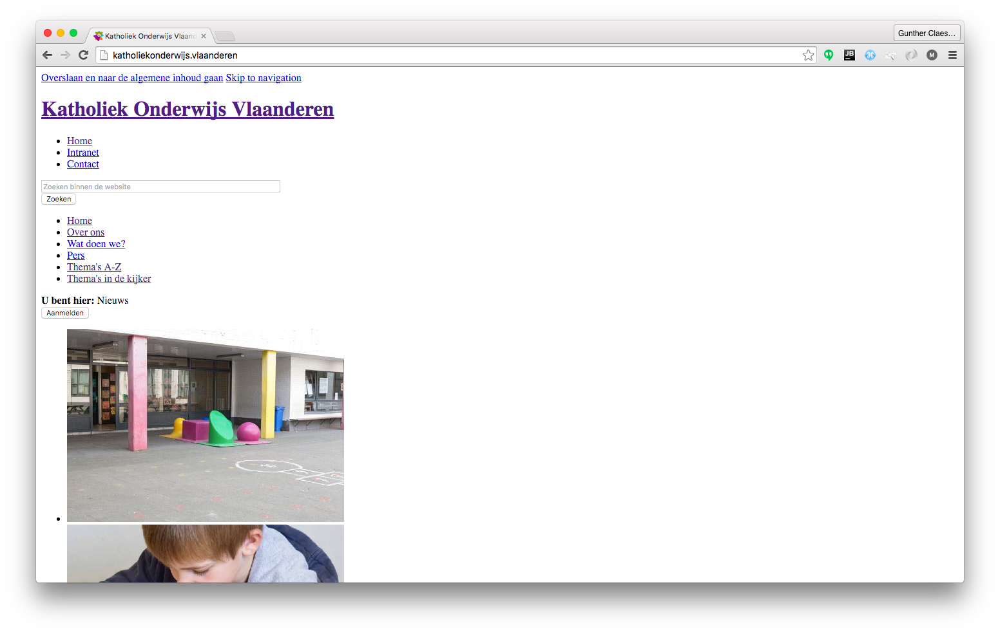 Katholiek Onderwijs Vlaand
Gunther Claes...
katholiekonderwijs.vlaanderen
JB
M
Overslaan en naar de algemene inhoud gaan Skip to navigation
Katholiek Onderwijs Vlaanderen
Home
Intranet
Contact
Zoeken binnen de website
Zoeken
Home
Over ons
Wat doen we?
Pers
Thema's A-Z
Thema's in de kijker
U bent hier: Nieuws
Aanmelden